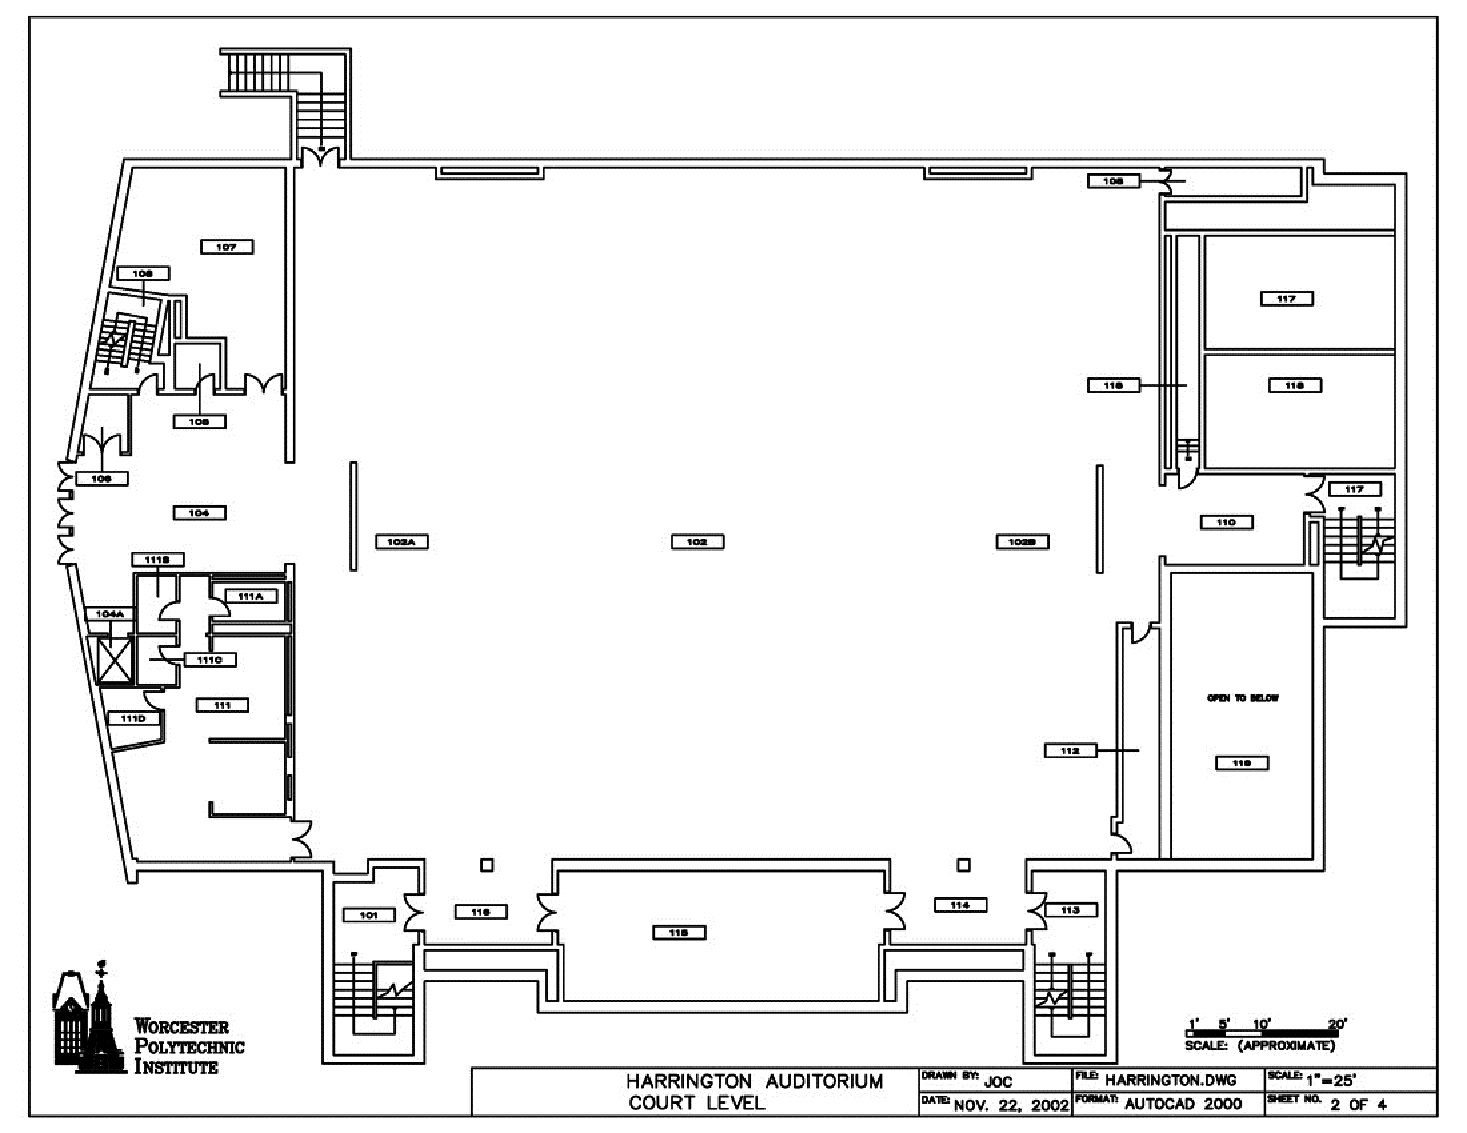 108
107
106
117
118
108
106
117
104
110
102A
102
102B
111B
111A
104A
111C
111
111D
OPEN TO BELOW
112
119
101
116
114
113
115
WORCESTER
POLYTECHNIC
INSTITUTE
1' 5' 10' 20'
SCALE: (APPROXIMATE)
HARRINGTON AUDITORIUM
COURT LEVEL
DRAWN BY: JOC
FILE: HARRINGTON.DWG
SCALE: 1"=25'
DATE: NOV. 22, 2002
FORMAT: AUTOCAD 2000
SHEET NO. 2 OF 4